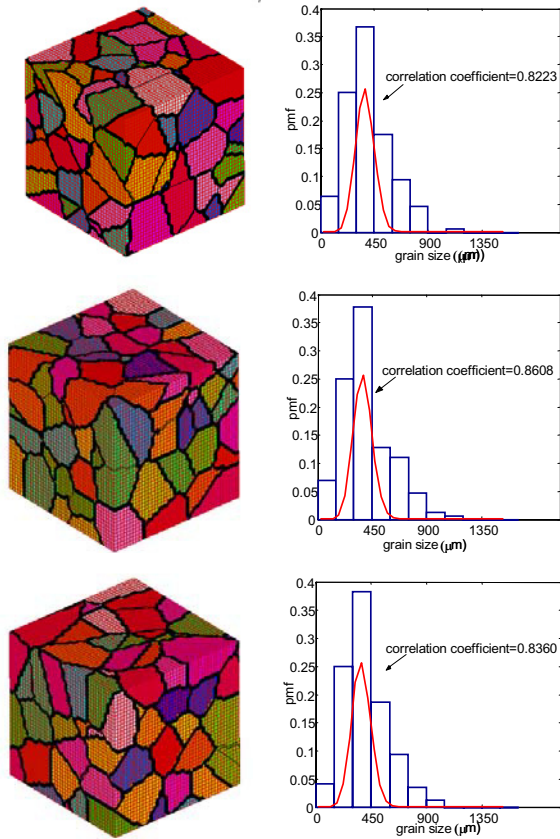 0.4
0.35
0.3
0.25
0.2
0.15
0.1
0.05
0
pmf
correlation coefficient=0.8223
0 450 900 1350
grain size (μm)
0.4
0.35
0.3
0.25
0.2
0.15
0.1
0.05
0
pmf
correlation coefficient=0.8608
0 450 900 1350
grain size (μm)
0.4
0.35
0.3
0.25
0.2
0.15
0.1
0.05
0
pmf
correlation coefficient=0.8360
0 450 900 1350
grain size (μm)